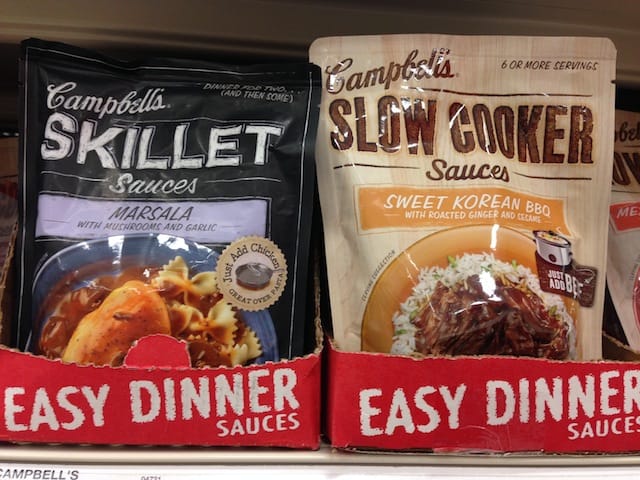 DINNER FOR TWO
(AND THEN SOME)
Campbell's
SKILLET
Sauces
MARSALA
WITH MUSHROOMS AND GARLIC
Just Add Chicken
GREAT OVER
EASY DINNER
SAUCES
6 OR MORE SERVINGS
Campbell's
SLOW COOKER
Sauces
SWEET KOREAN BBQ
WITH ROASTED GINGER AND SESAME
JUST
ADD
EASY DINNER
SAUCES
CAMPBELL'S